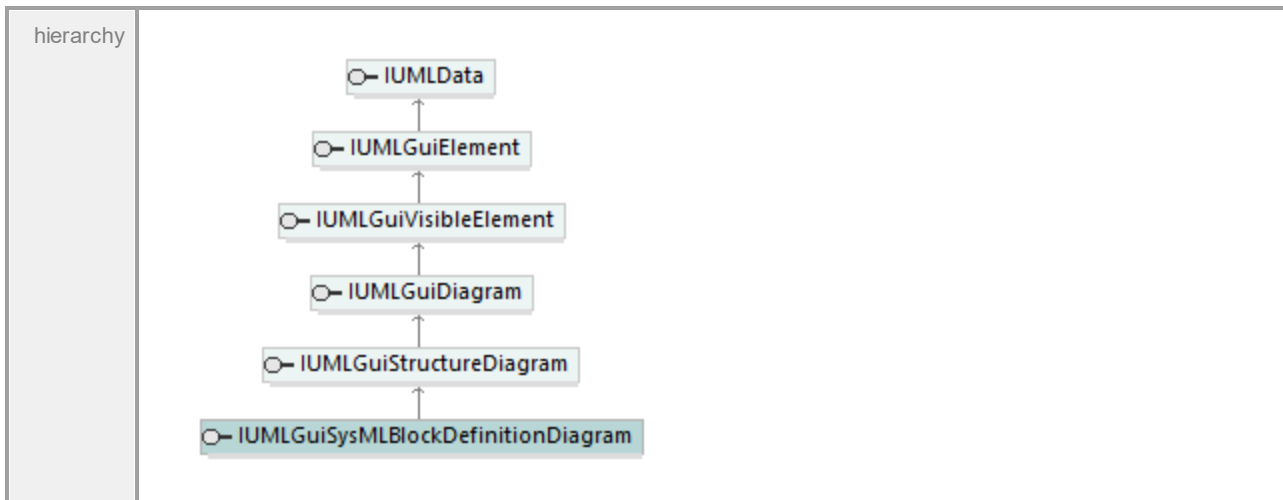 hierarchy
IUMLData
IUMLGuiElement
IUMLGuiVisibleElement
IUMLGuiDiagram
IUMLGuiStructureDiagram
IUMLGuiSysMLBlockDefinitionDiagram